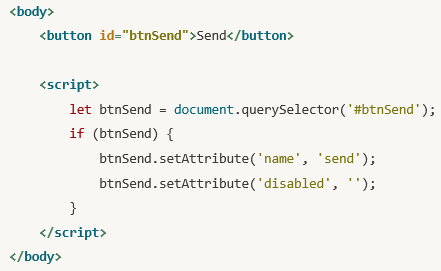 <body>
    <button id="btnSend">Send</button>

    <script>
        let btnSend = document.querySelector('#btnSend');
        if (btnSend) {
            btnSend.setAttribute('name', 'send');
            btnSend.setAttribute('disabled', '');
        }
    </script>
</body>